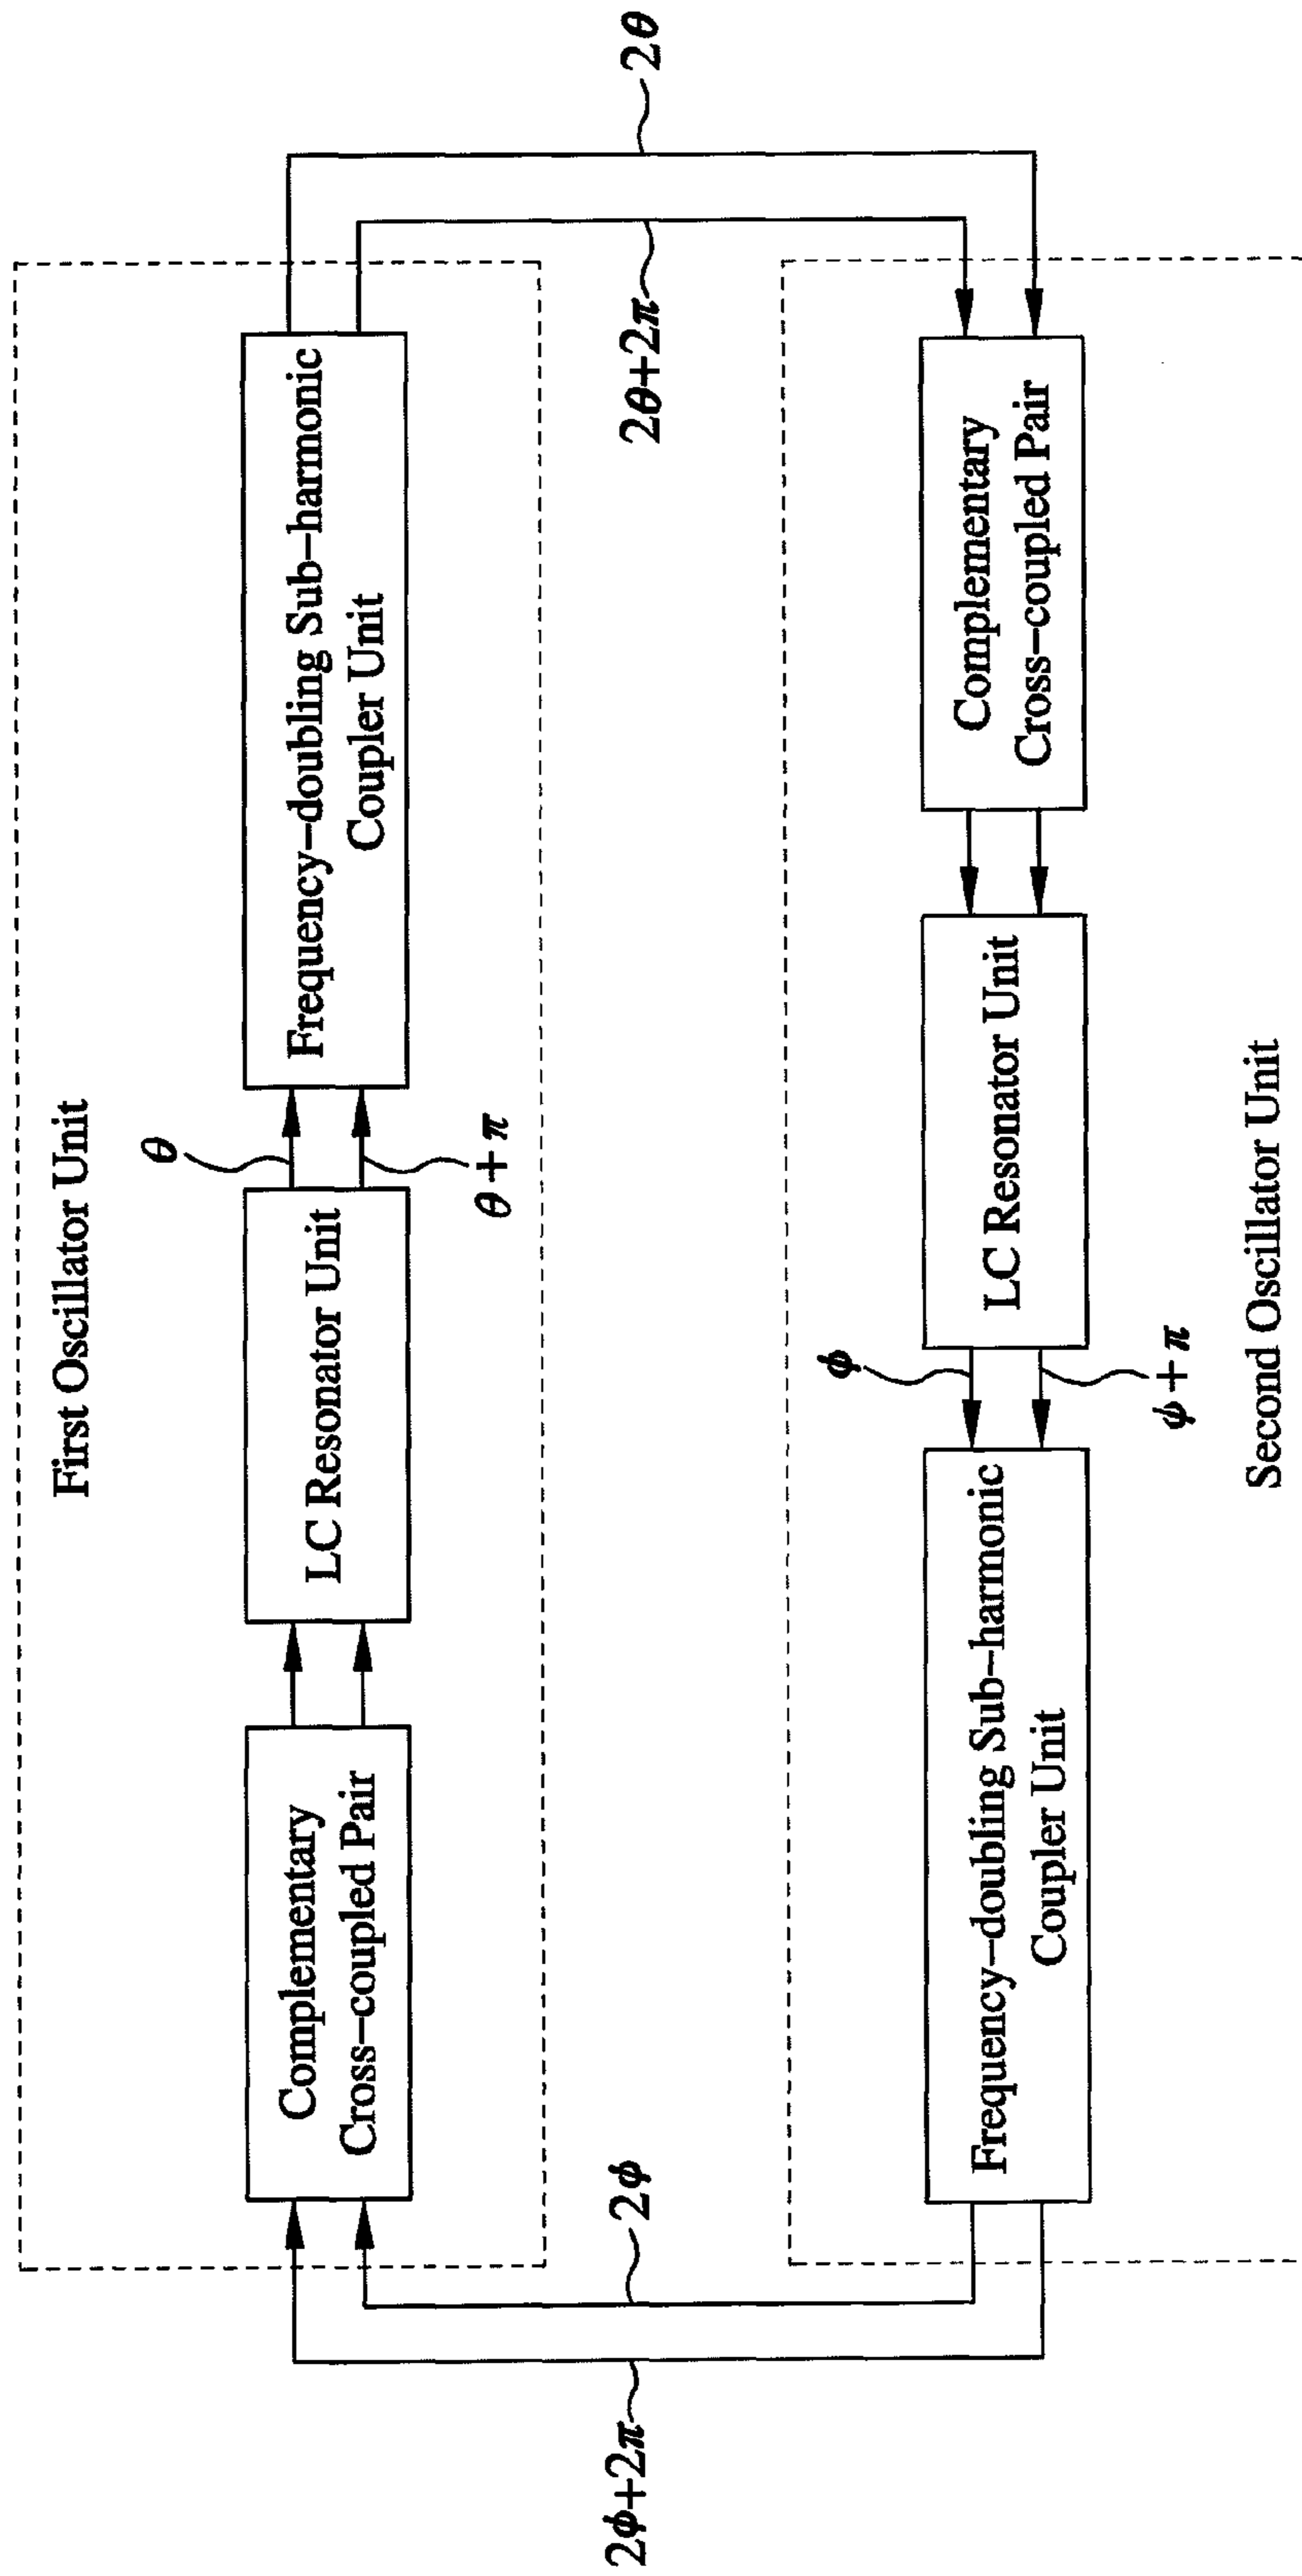 First Oscillator Unit
Complementary
Cross-coupled Pair
LC Resonator Unit
θ
θ+π
Frequency-doubling Sub-harmonic
Coupler Unit
2ϕ+2π
2ϕ
2θ+2π
2θ
Frequency-doubling Sub-harmonic
Coupler Unit
ϕ
ϕ+π
LC Resonator Unit
Complementary
Cross-coupled Pair
Second Oscillator Unit